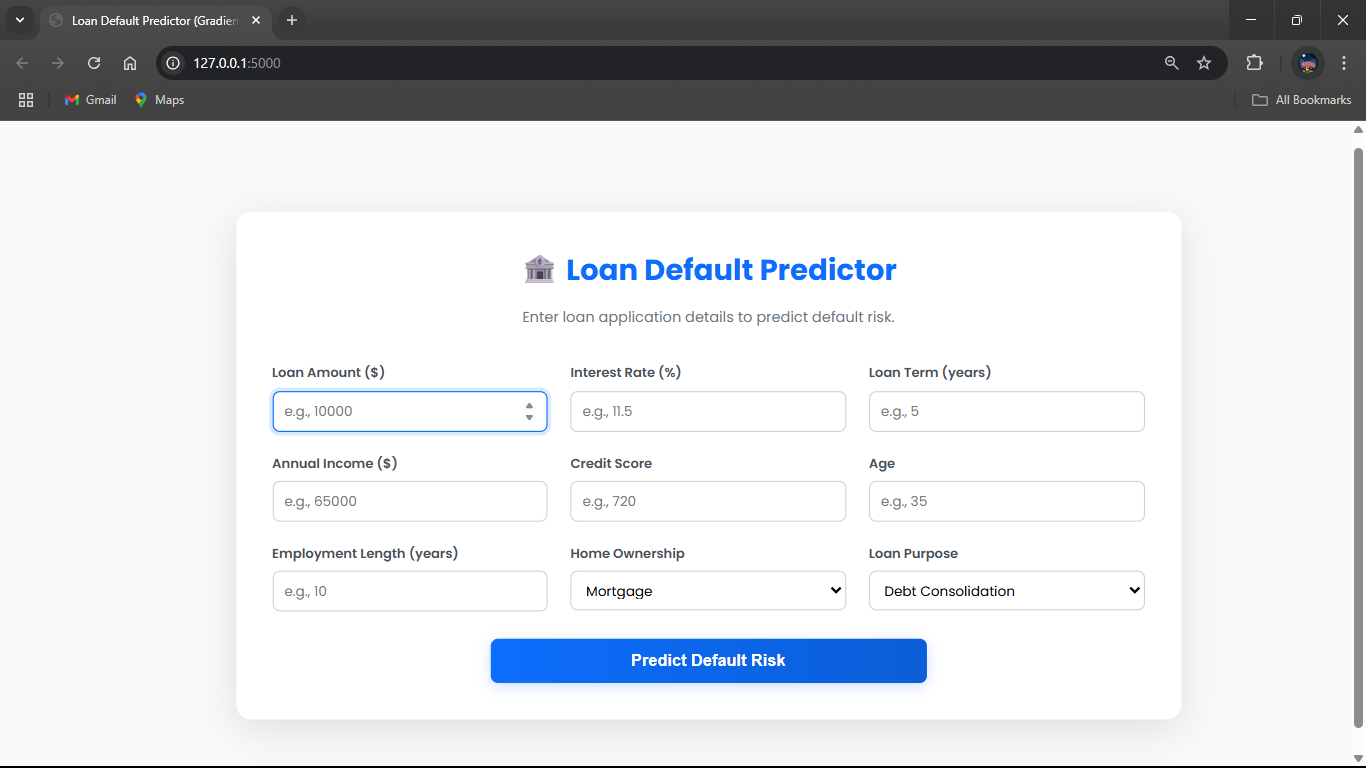 Loan Default Predictor (Gradien
127.0.0.1:5000
Gmail Maps All Bookmarks
Loan Default Predictor
Enter loan application details to predict default risk.
Loan Amount ($) Interest Rate (%) Loan Term (years)
e.g., 10000 e.g., 11.5 e.g., 5
Annual Income ($) Credit Score Age
e.g., 65000 e.g., 720 e.g., 35
Employment Length (years) Home Ownership Loan Purpose
e.g., 10 Mortgage Debt Consolidation
Predict Default Risk